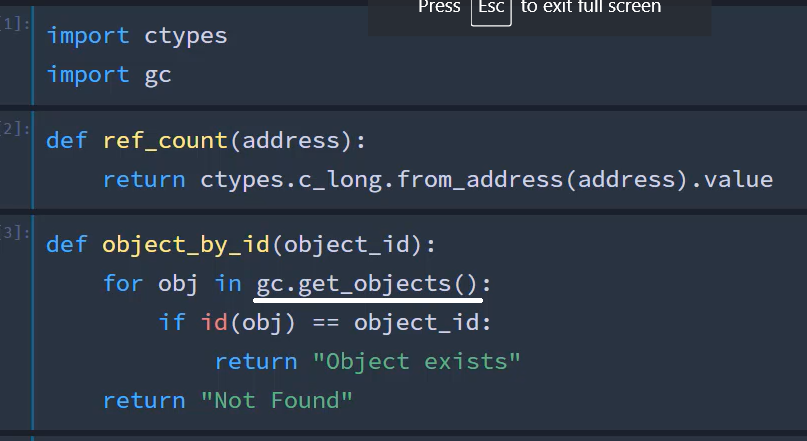 Press Esc to exit full screen
[1]:
import ctypes
import gc
[2]:
def ref_count(address):
    return ctypes.c_long.from_address(address).value
[3]:
def object_by_id(object_id):
    for obj in gc.get_objects():
        if id(obj) == object_id:
            return "Object exists"
    return "Not Found"